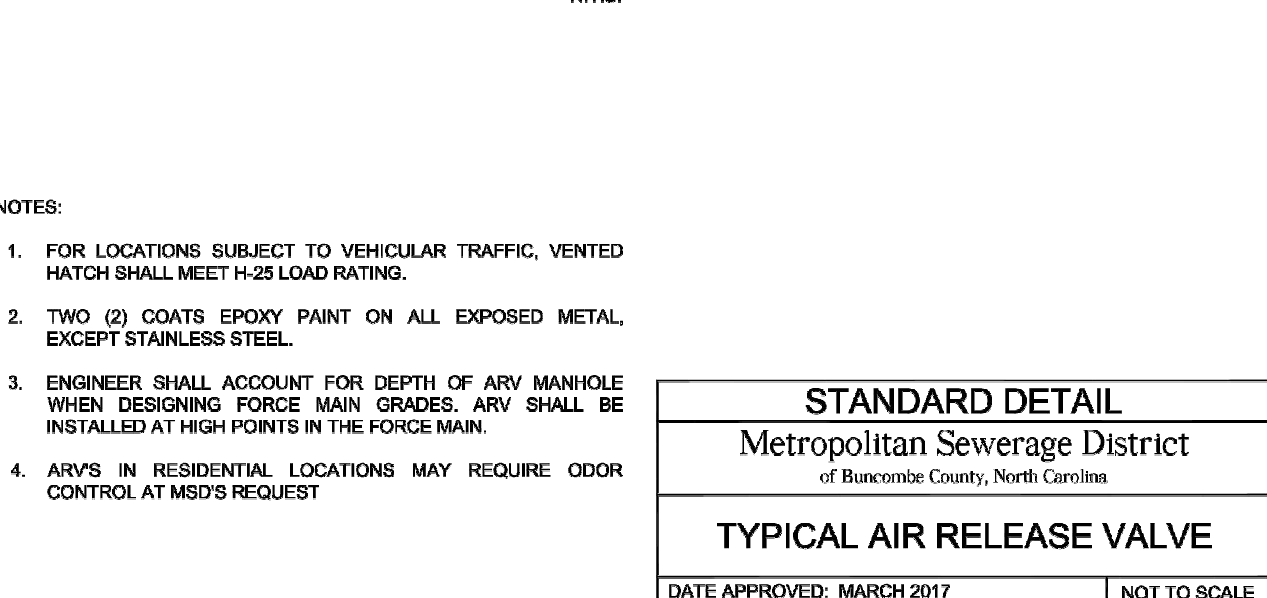 NOTES:
1. FOR LOCATIONS SUBJECT TO VEHICULAR TRAFFIC, VENTED
HATCH SHALL MEET H-25 LOAD RATING.
2. TWO (2) COATS EPOXY PAINT ON ALL EXPOSED METAL,
EXCEPT STAINLESS STEEL.
3. ENGINEER SHALL ACCOUNT FOR DEPTH OF ARV MANHOLE
WHEN DESIGNING FORCE MAIN GRADES. ARV SHALL BE
INSTALLED AT HIGH POINTS IN THE FORCE MAIN.
4. ARV'S IN RESIDENTIAL LOCATIONS MAY REQUIRE ODOR
CONTROL AT MSD'S REQUEST
STANDARD DETAIL
Metropolitan Sewerage District
of Buncombe County, North Carolina
TYPICAL AIR RELEASE VALVE
DATE APPROVED: MARCH 2017
NOT TO SCALE